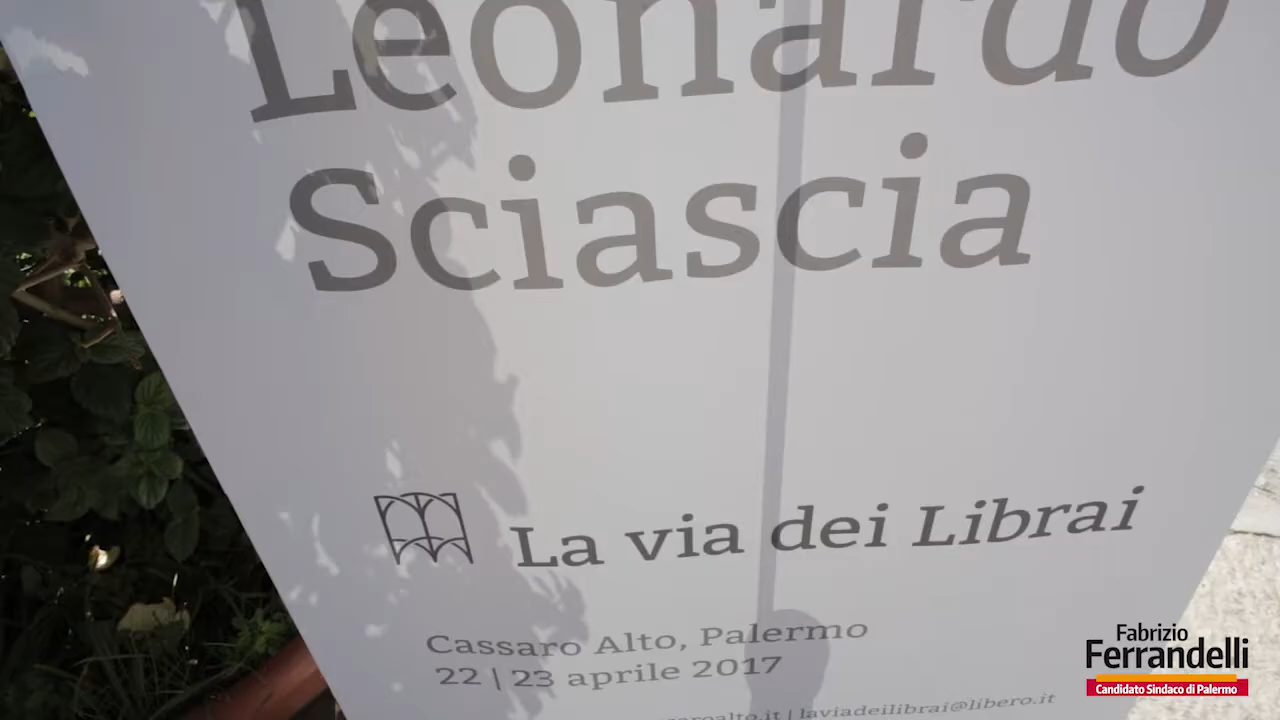 Leonardo
Sciascia
La via dei Librai
Cassaro Alto, Palermo
22 | 23 aprile 2017
| laviadeilibrai@libero.it
Fabrizio
Ferrandelli
Candidato Sindaco di Palermo